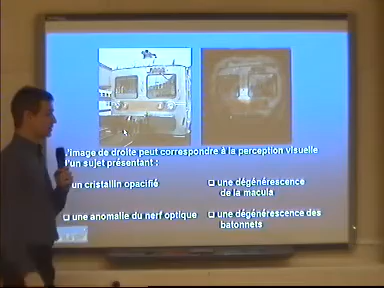 l'image de droite peut correspondre à la perception visuelle
d'un sujet présentant :
un cristallin opacifié
❑ une dégénérescence
de la macula
❑ une anomalie du nerf optique
❑ une dégénérescence des
batonnets